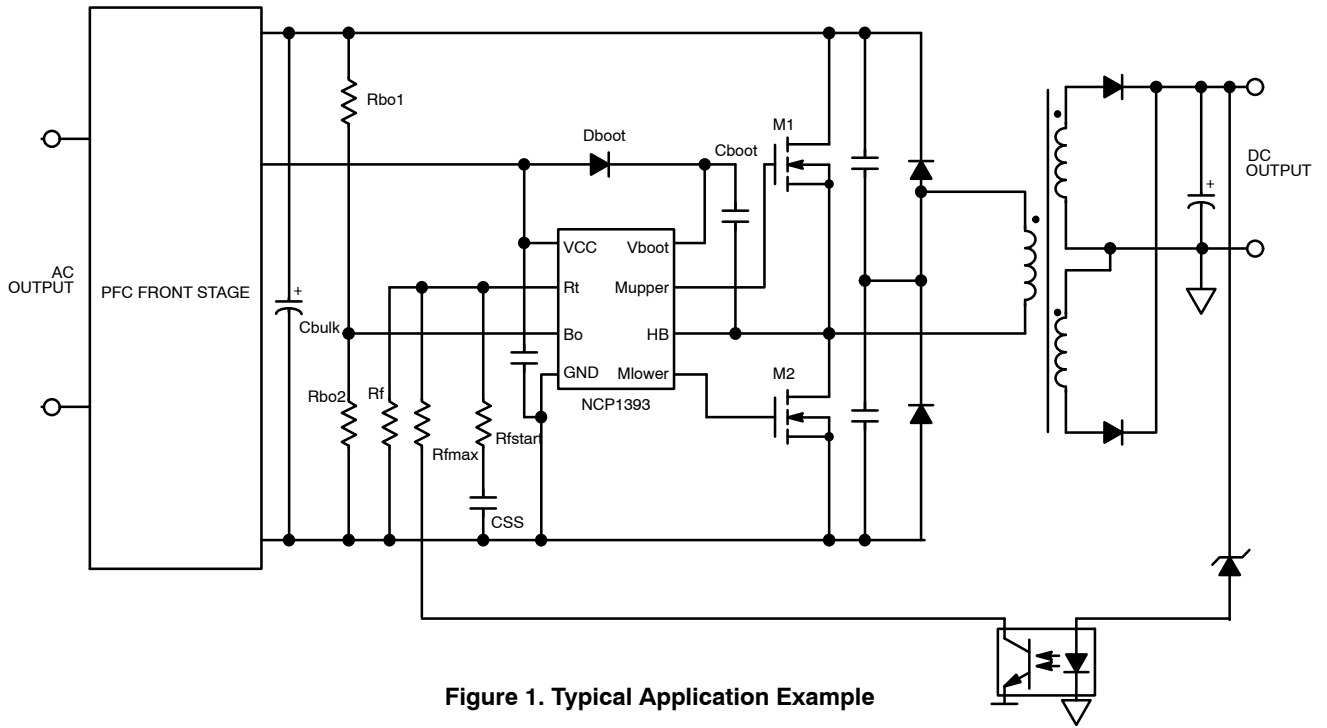 Rbo1
Dboot
Cboot
M1
DC
OUTPUT
+
VCC
Vboot
AC
OUTPUT
PFC FRONT STAGE
+
Cbulk
Rt
Mupper
Bo
HB
GND
Mlower
M2
NCP1393
Rbo2
Rf
Rfmax
Rfstart
CSS
Figure 1. Typical Application Example